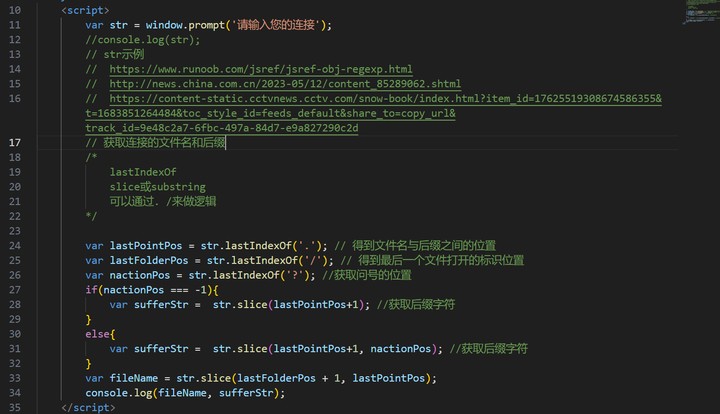 10 <script>
11 var str = window.prompt('请输入您的连接');
12 //console.log(str);
13 // str示例
14 // https://www.runoob.com/jsref/jsref-obj-regexp.html
15 // http://news.china.com.cn/2023-05/12/content_85289062.shtml
16 // https://content-static.cctvnews.cctv.com/snow-book/index.html?item_id=17625519308674586355&
t=1683851264484&toc_style_id=feeds_default&share_to=copy_url&
track_id=9e48c2a7-6fbc-497a-84d7-e9a827290c2d
17 // 获取连接的文件名和后缀
18 /*
19 lastIndexOf
20 slice或substring
21 可以通过. /来做逻辑
22 */
23
24 var lastPointPos = str.lastIndexOf('.'); // 得到文件名与后缀之间的位置
25 var lastFolderPos = str.lastIndexOf('/'); // 得到最后一个文件打开的标识位置
26 var nactionPos = str.lastIndexOf('?'); //获取问号的位置
27 if(nactionPos === -1){
28 var sufferStr = str.slice(lastPointPos+1); //获取后缀字符
29 }
30 else{
31 var sufferStr = str.slice(lastPointPos+1, nactionPos); //获取后缀字符
32 }
33 var fileName = str.slice(lastFolderPos + 1, lastPointPos);
34 console.log(fileName, sufferStr);
35 </script>